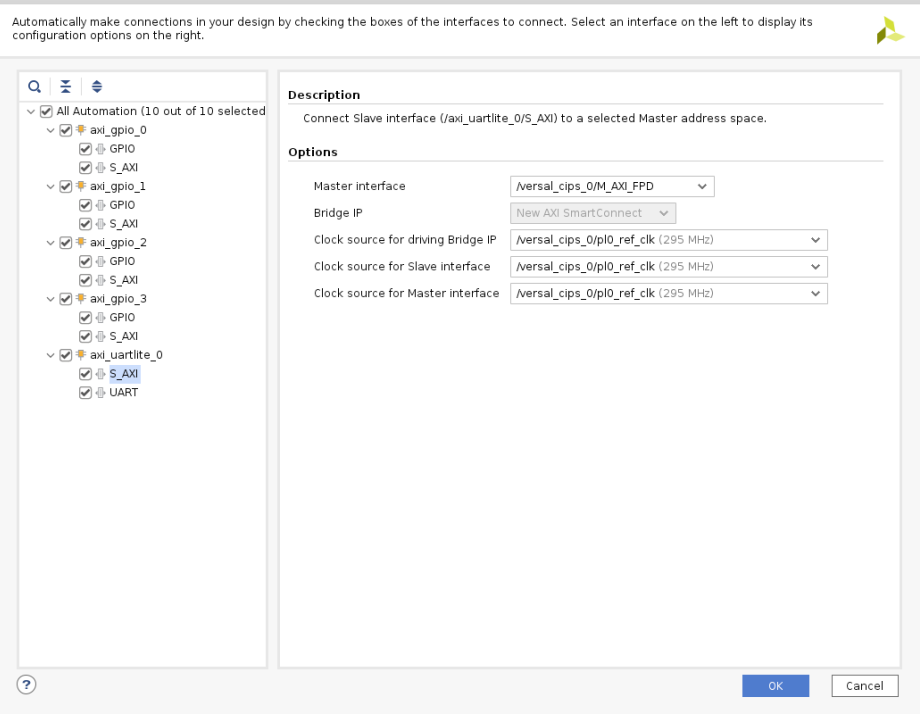 Automatically make connections in your design by checking the boxes of the interfaces to connect. Select an interface on the left to display its
configuration options on the right.
All Automation (10 out of 10 selected
axi_gpio_0
GPIO
S_AXI
axi_gpio_1
GPIO
S_AXI
axi_gpio_2
GPIO
S_AXI
axi_gpio_3
GPIO
S_AXI
axi_uartlite_0
S_AXI
UART
Description
Connect Slave interface (/axi_uartlite_0/S_AXI) to a selected Master address space.
Options
Master interface /versal_cips_0/M_AXI_FPD
Bridge IP New AXI SmartConnect
Clock source for driving Bridge IP /versal_cips_0/pl0_ref_clk (295 MHz)
Clock source for Slave interface /versal_cips_0/pl0_ref_clk (295 MHz)
Clock source for Master interface /versal_cips_0/pl0_ref_clk (295 MHz)
?
OK Cancel